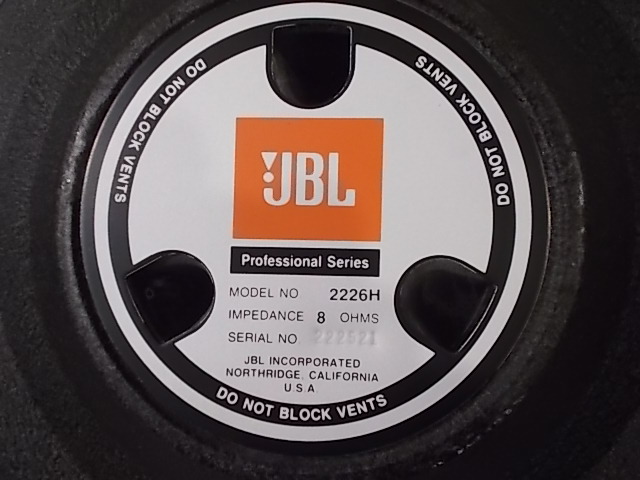 DO NOT BLOCK VENTS
DO NOT BLOCK VENTS
JBL
Professional Series
MODEL NO 2226H
IMPEDANCE 8 OHMS
SERIAL NO.
JBL INCORPORATED
NORTHRIDGE, CALIFORNIA
U.S.A.
DO NOT BLOCK VENTS